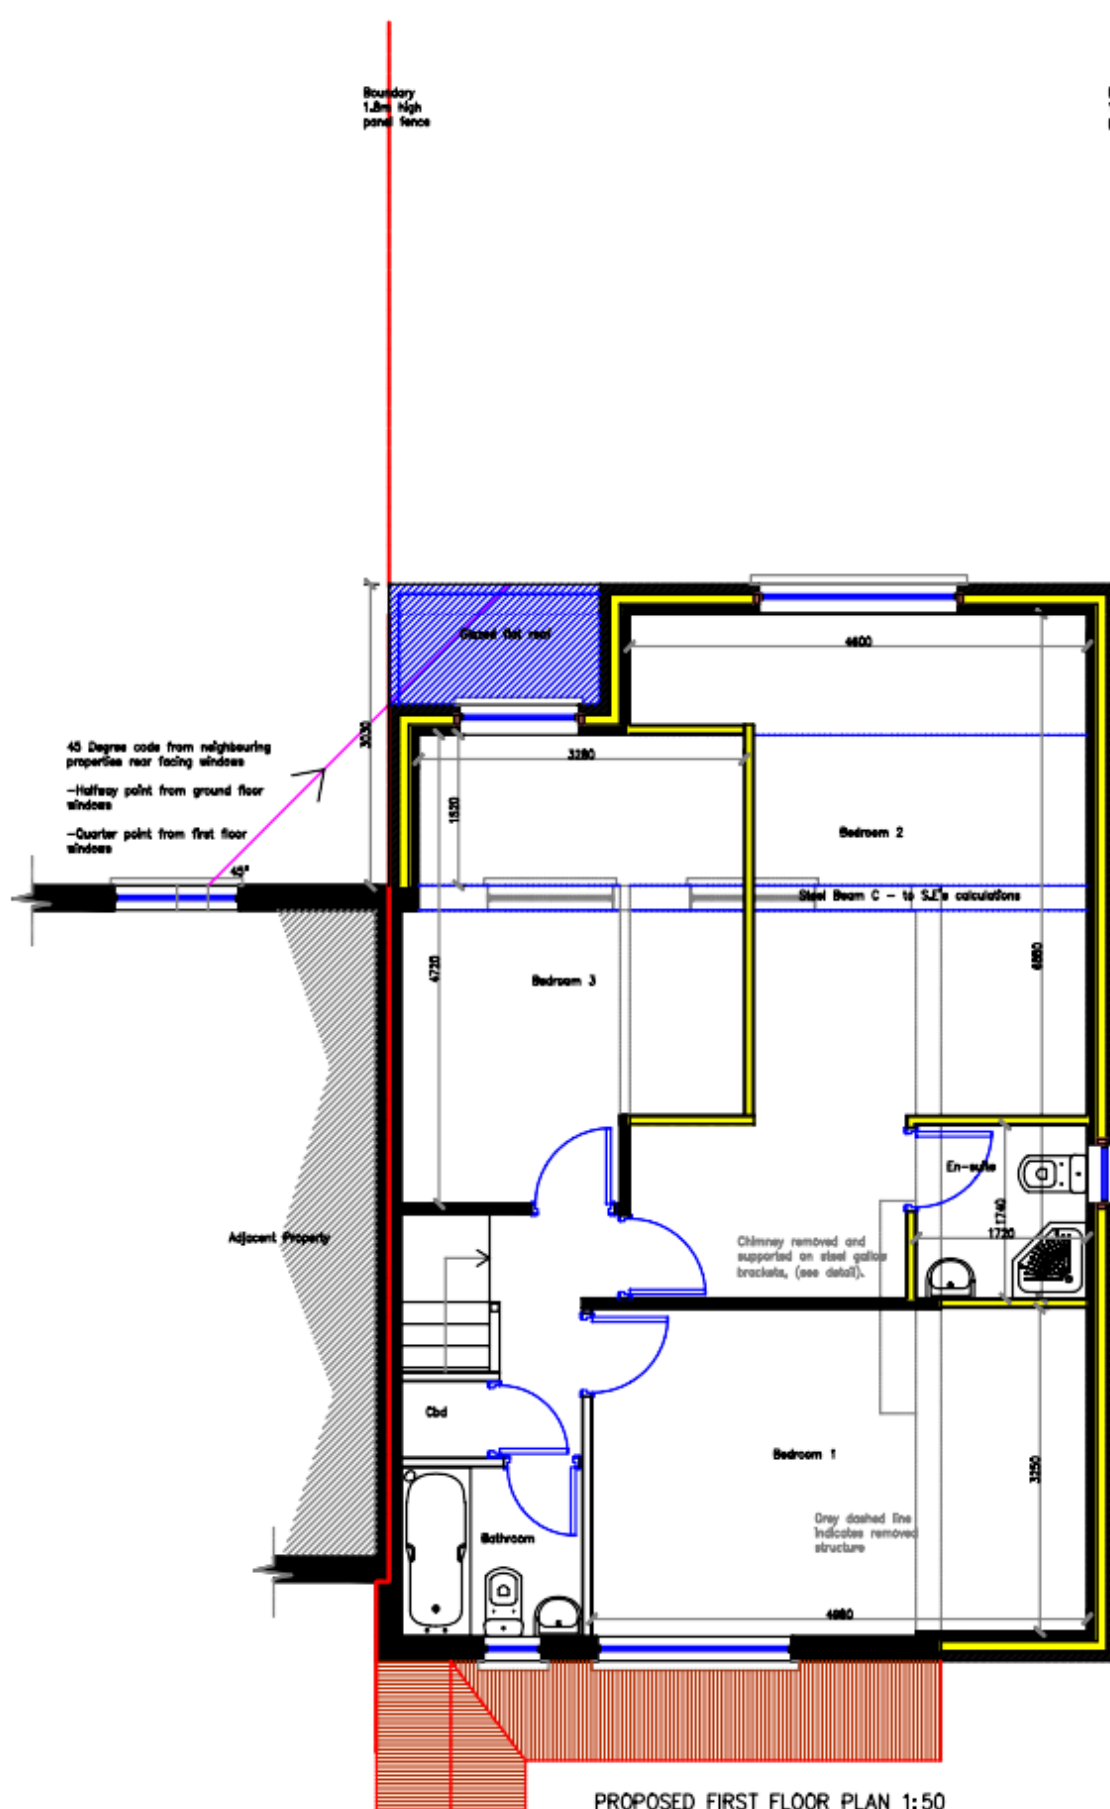 Boundary
1.8m high
panel fence
Glazed flat roof
4600
3030
3280
1520
45 Degree code from neighbouring
properties rear facing windows
-Halfway point from ground floor
windows
-Quarter point from first floor
windows
45°
Bedroom 2
Steel Beam C - to S.E's calculations
4720
6880
Bedroom 3
En-suite
1740
1720
Adjacent Property
Chimney removed and
supported on steel gallow
brackets, (see detail).
Cbd
Bedroom 1
3250
Grey dashed line
indicates removed
structure
Bathroom
4980
PROPOSED FIRST FLOOR PLAN 1:50